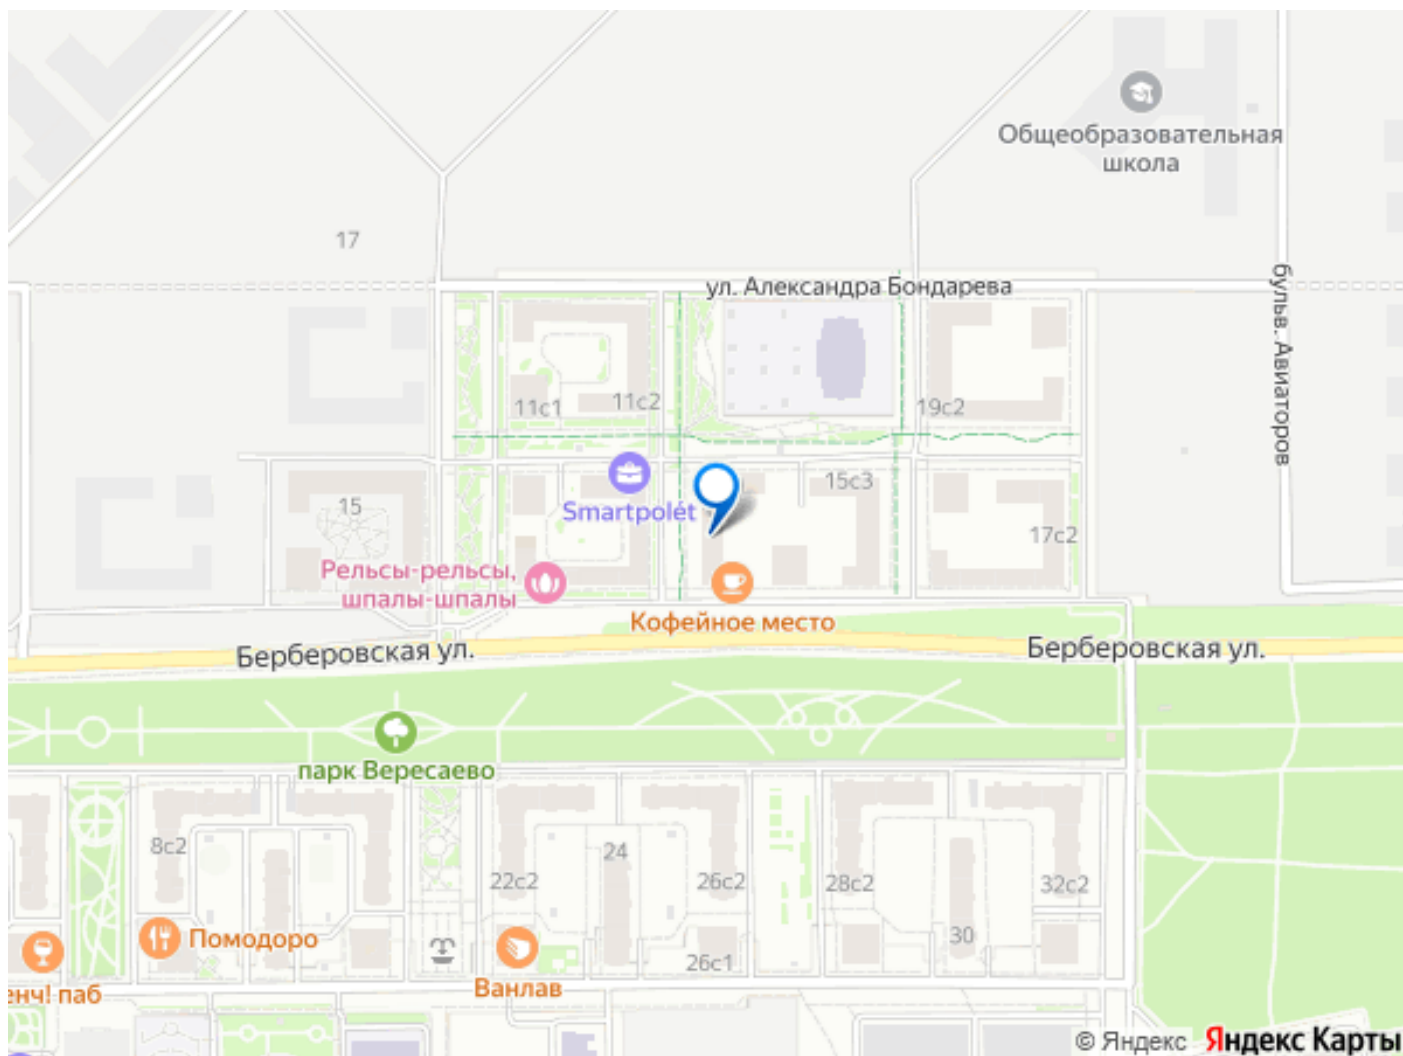 Общеобразовательная
школа
17
ул. Александра Бондарева
бульв. Авиаторов
11с1
11с2
19с2
15
Smartpolét
15с3
17с2
Рельсы-рельсы,
шпалы-шпалы
Кофейное место
Берберовская ул.
Берберовская ул.
парк Вересаево
8с2
24
22с2
26с2
28с2
32с2
30
Помодоро
26с1
Ванлав
енч! паб
© Яндекс Яндекс Карты